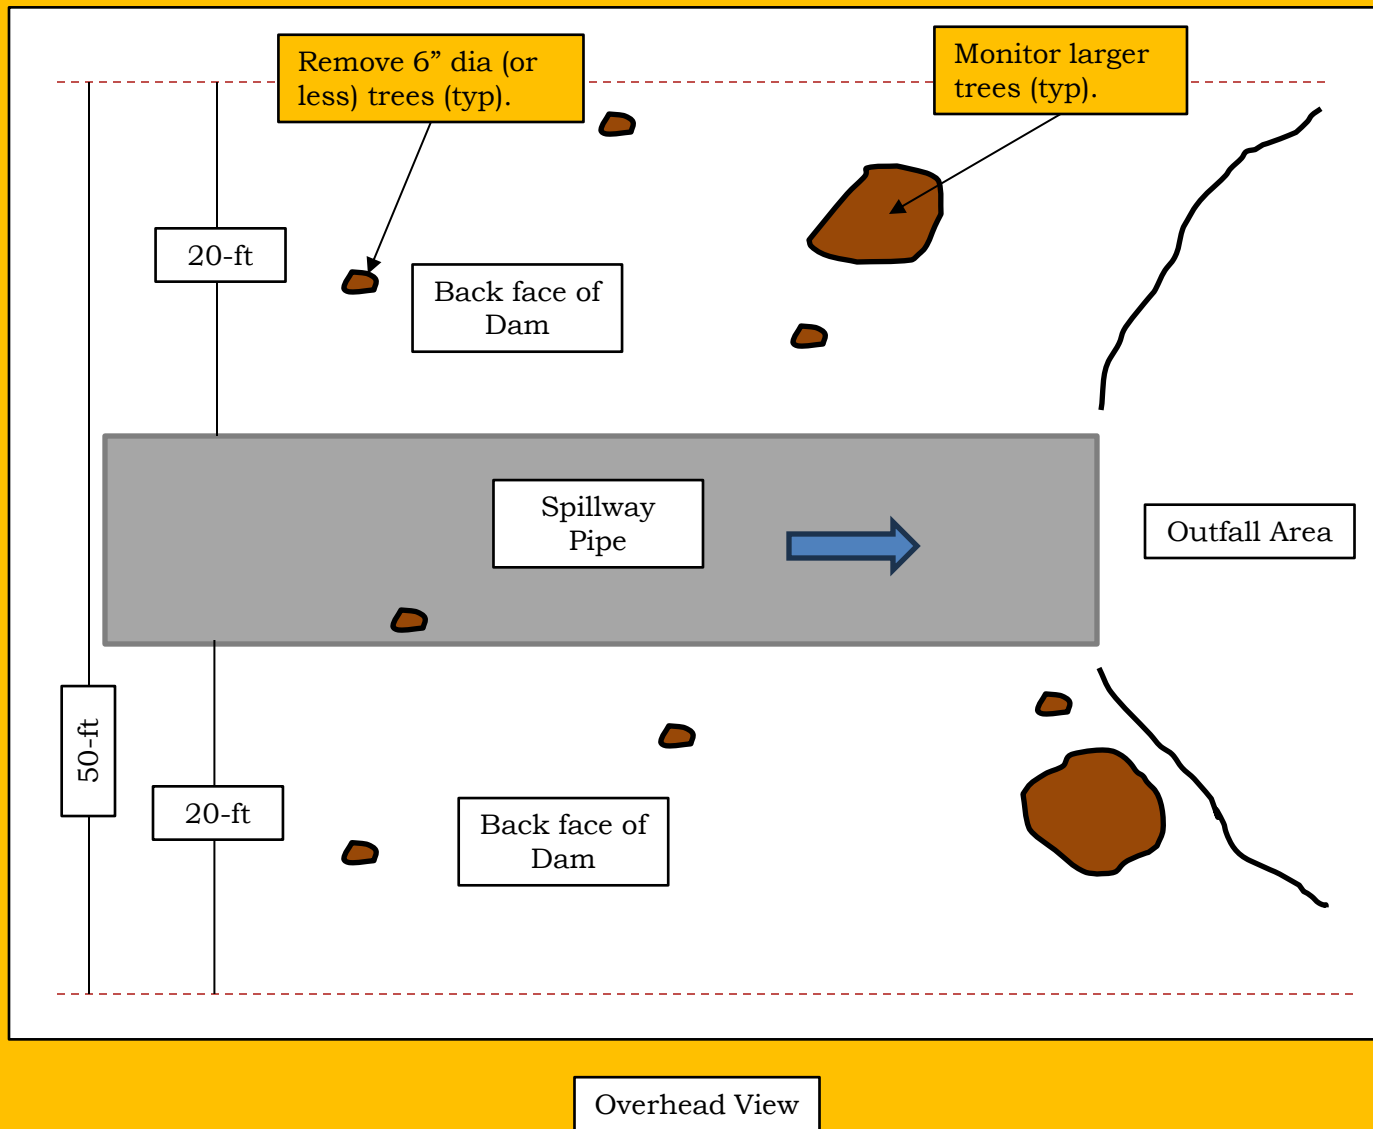 Remove 6” dia (or
less) trees (typ).
Monitor larger
trees (typ).
20-ft
Back face of
Dam
Spillway
Pipe
Outfall Area
50-ft
20-ft
Back face of
Dam
Overhead View